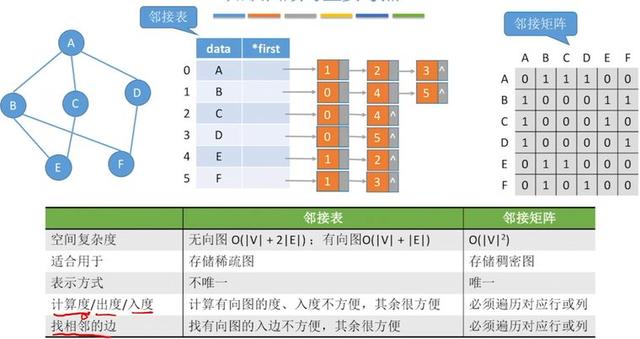 邻接表
邻接矩阵
A
B
C
D
E
F
data *first
0 A 1 2 3 ^
1 B 0 4 5 ^
2 C 0 4 ^
3 D 0 5 ^
4 E 1 2 ^
5 F 1 3 ^
A B C D E F
A 0 1 1 1 0 0
B 1 0 0 0 1 1
C 1 0 0 0 1 0
D 1 0 0 0 0 1
E 0 1 1 0 0 0
F 0 1 0 1 0 0
邻接表 邻接矩阵
空间复杂度 无向图 O(|V| + 2|E|)；有向图O(|V| + |E|) O(|V|²)
适合用于 存储稀疏图 存储稠密图
表示方式 不唯一 唯一
计算度/出度/入度 计算有向图的度、入度不方便，其余很方便 必须遍历对应行或列
找相邻的边 找有向图的入边不方便，其余很方便 必须遍历对应行或列